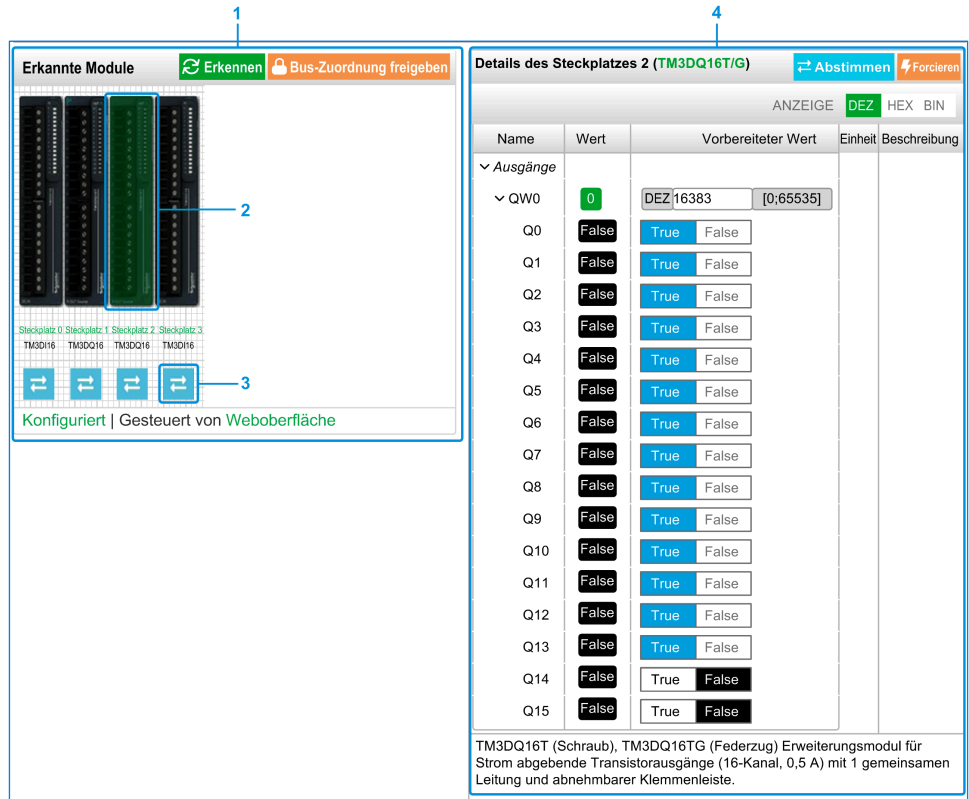 1
4
Erkannte Module
Erkennen
Bus-Zuordnung freigeben
2
Steckplatz 0 Steckplatz 1 Steckplatz 2 Steckplatz 3
TM3DI16 TM3DQ16 TM3DQ16 TM3DI16
3
Konfiguriert | Gesteuert von Weboberfläche
Details des Steckplatzes 2 (TM3DQ16T/G)
Abstimmen
Forcieren
ANZEIGE DEZ HEX BIN
Name Wert Vorbereiteter Wert Einheit Beschreibung
Ausgänge
QW0 0 DEZ 16383 [0;65535]
Q0 False True False
Q1 False True False
Q2 False True False
Q3 False True False
Q4 False True False
Q5 False True False
Q6 False True False
Q7 False True False
Q8 False True False
Q9 False True False
Q10 False True False
Q11 False True False
Q12 False True False
Q13 False True False
Q14 False True False
Q15 False True False
TM3DQ16T (Schraub), TM3DQ16TG (Federzug) Erweiterungsmodul für
Strom abgebende Transistorausgänge (16-Kanal, 0,5 A) mit 1 gemeinsamen
Leitung und abnehmbarer Klemmenleiste.